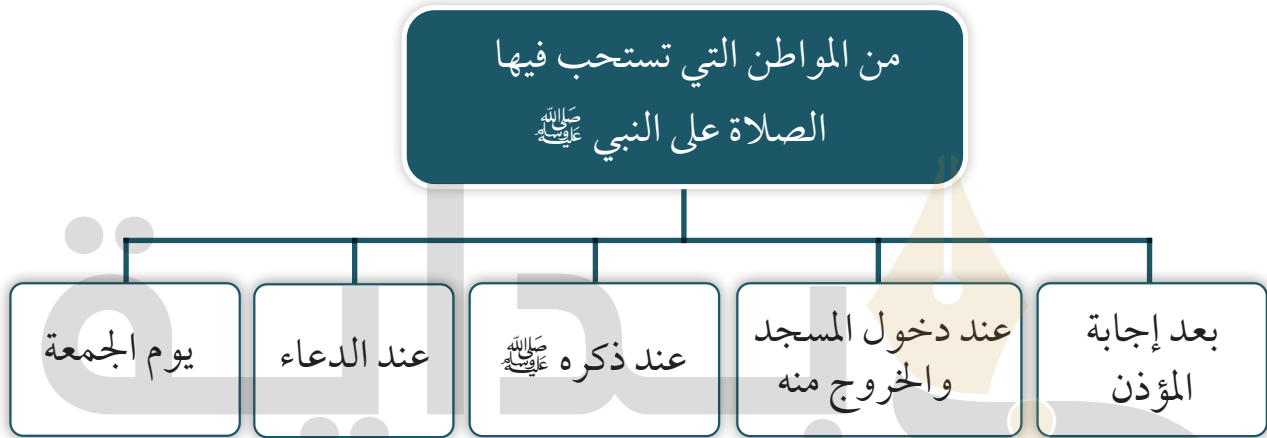 من المواطن التي تستحب فيها
الصلاة على النبي ﷺ
بعد إجابة
المؤذن
عند دخول المسجد
والخروج منه
عند ذكره ﷺ
عند الدعاء
يوم الجمعة
بداية